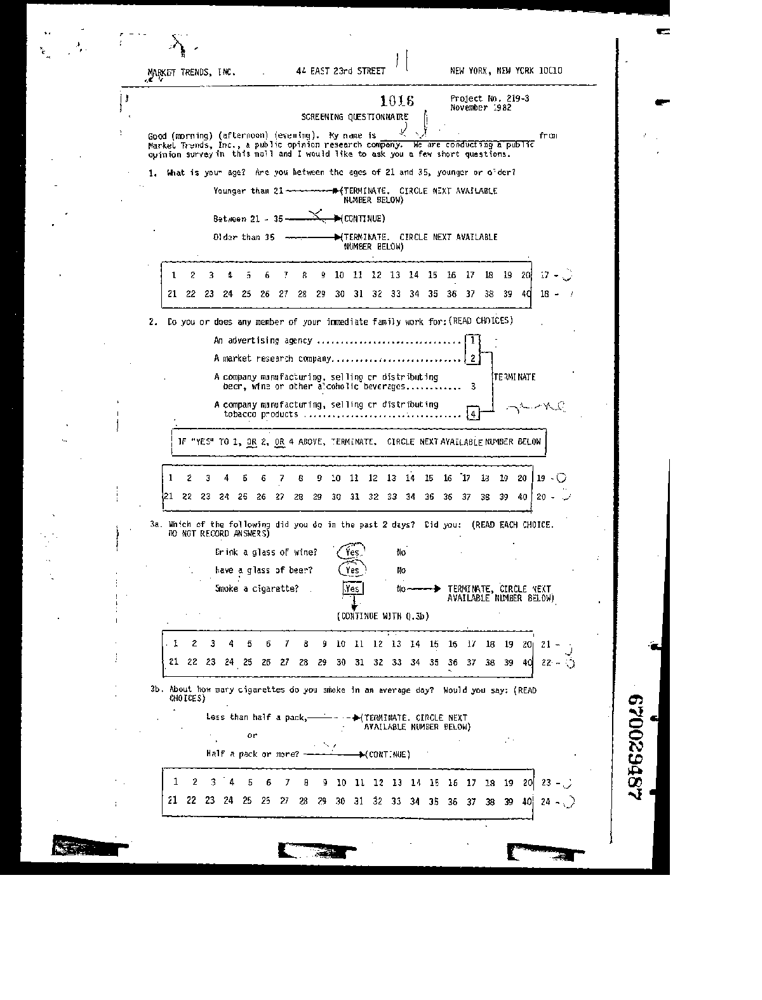 MARKET TRENDS, INC. 44 EAST 23rd STREET NEW YORK, NEW YORK 10010
1016 Project No. 219-3
November 1982
SCREENING QUESTIONNAIRE
Good (morning) (afternoon) (evening). My name is from
Market Trends, Inc., a public opinion research company. We are conducting a public
opinion survey in this mall and I would like to ask you a few short questions.
1. What is your age? Are you between the ages of 21 and 35, younger or older?
Younger than 21 (TERMINATE. CIRCLE NEXT AVAILABLE
NUMBER BELOW)
Between 21 - 35 (CONTINUE)
Older than 35 (TERMINATE. CIRCLE NEXT AVAILABLE
NUMBER BELOW)
1 2 3 4 5 6 7 8 9 10 11 12 13 14 15 16 17 18 19 20 17 -
21 22 23 24 25 26 27 28 29 30 31 32 33 34 35 36 37 38 39 40 18 -
2. Do you or does any member of your immediate family work for: (READ CHOICES)
An advertising agency ............................... 1
A market research company........................... 2
A company manufacturing, selling or distributing TERMINATE
beer, wine or other alcoholic beverages............ 3
A company manufacturing, selling or distributing none
tobacco products .................................. 4
IF "YES" TO 1, OR 2, OR 4 ABOVE, TERMINATE. CIRCLE NEXT AVAILABLE NUMBER BELOW
1 2 3 4 5 6 7 8 9 10 11 12 13 14 15 16 17 18 19 20 19 - 0
21 22 23 24 25 26 27 28 29 30 31 32 33 34 35 36 37 38 39 40 20 -
3a. Which of the following did you do in the past 2 days? Did you: (READ EACH CHOICE.
DO NOT RECORD ANSWERS)
Drink a glass of wine? Yes No
Have a glass of beer? Yes No
Smoke a cigarette? Yes No TERMINATE, CIRCLE NEXT
AVAILABLE NUMBER BELOW)
(CONTINUE WITH Q.3b)
1 2 3 4 5 6 7 8 9 10 11 12 13 14 15 16 17 18 19 20 21 -
21 22 23 24 25 26 27 28 29 30 31 32 33 34 35 36 37 38 39 40 22 - 0
3b. About how many cigarettes do you smoke in an average day? Would you say: (READ
CHOICES)
Less than half a pack, (TERMINATE. CIRCLE NEXT
AVAILABLE NUMBER BELOW)
or
Half a pack or more? (CONTINUE)
1 2 3 4 5 6 7 8 9 10 11 12 13 14 15 16 17 18 19 20 23 -
21 22 23 24 25 26 27 28 29 30 31 32 33 34 35 36 37 38 39 40 24 - 0
670029487